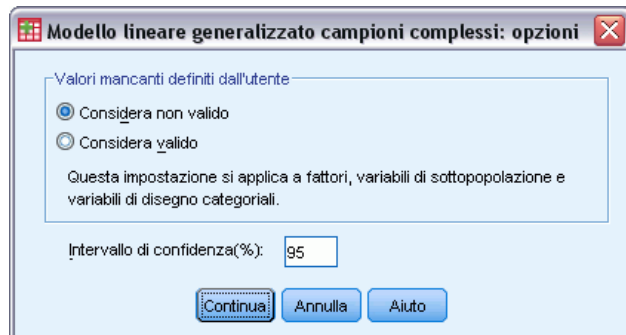 Modello lineare generalizzato campioni complessi: opzioni
Valori mancanti definiti dall'utente
Considera non valido
Considera valido
Questa impostazione si applica a fattori, variabili di sottopopolazione e
variabili di disegno categoriali.
Intervallo di confidenza(%): 95
Continua Annulla Aiuto